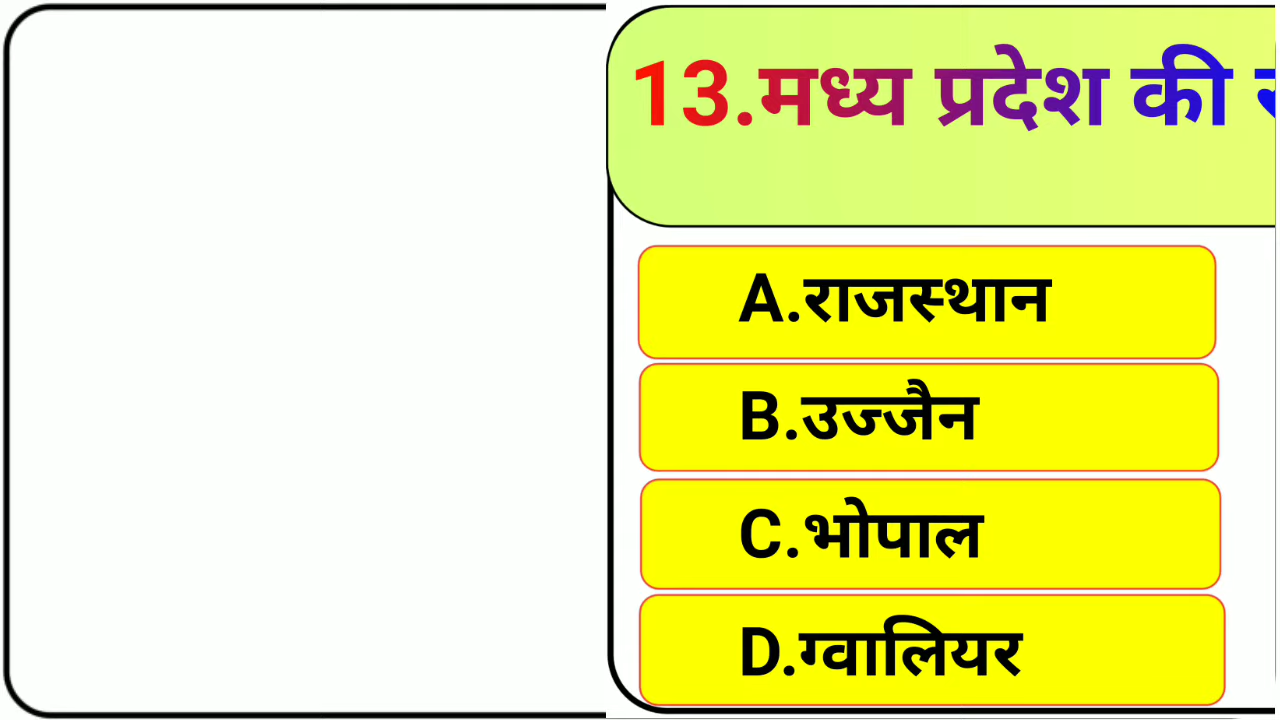 13.मध्य प्रदेश की
A.राजस्थान
B.उज्जैन
C.भोपाल
D.ग्वालियर